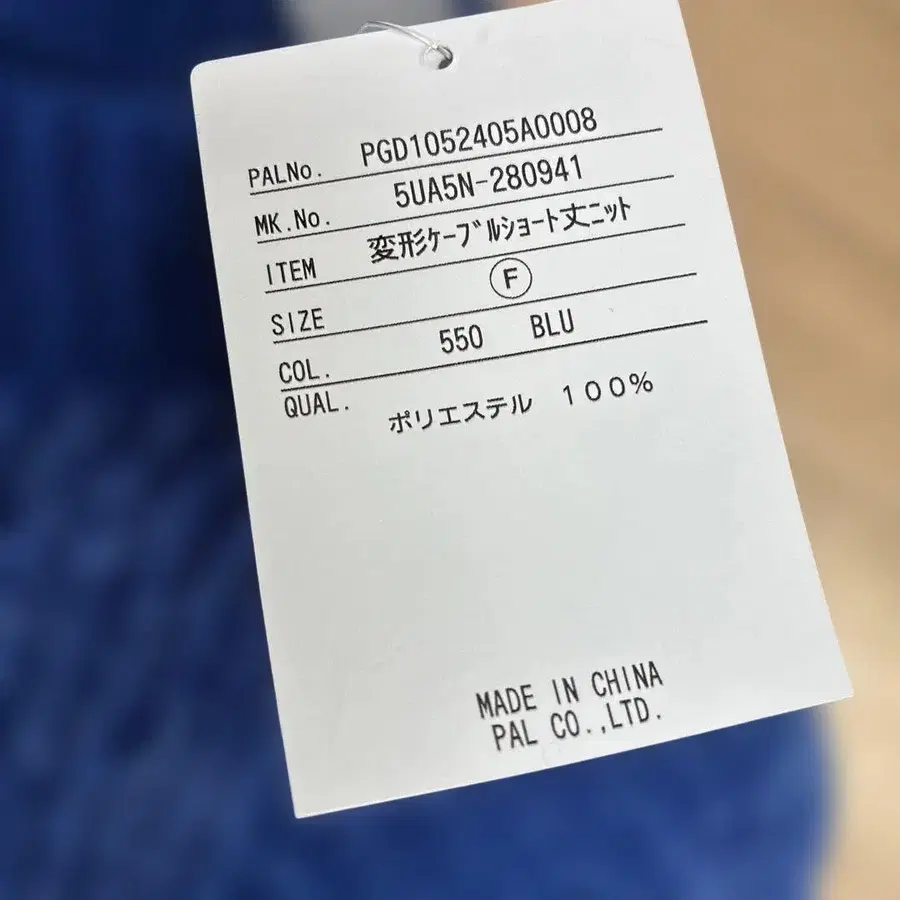 PALNo. PGD1052405A0008
MK.No. 5UA5N-280941
ITEM 変形ｹｰﾌﾞﾙｼｮｰﾄ丈ﾆｯﾄ
SIZE Ⓕ
COL. 550 BLU
QUAL. ポリエステル １００％
MADE IN CHINA
PAL CO.,LTD.